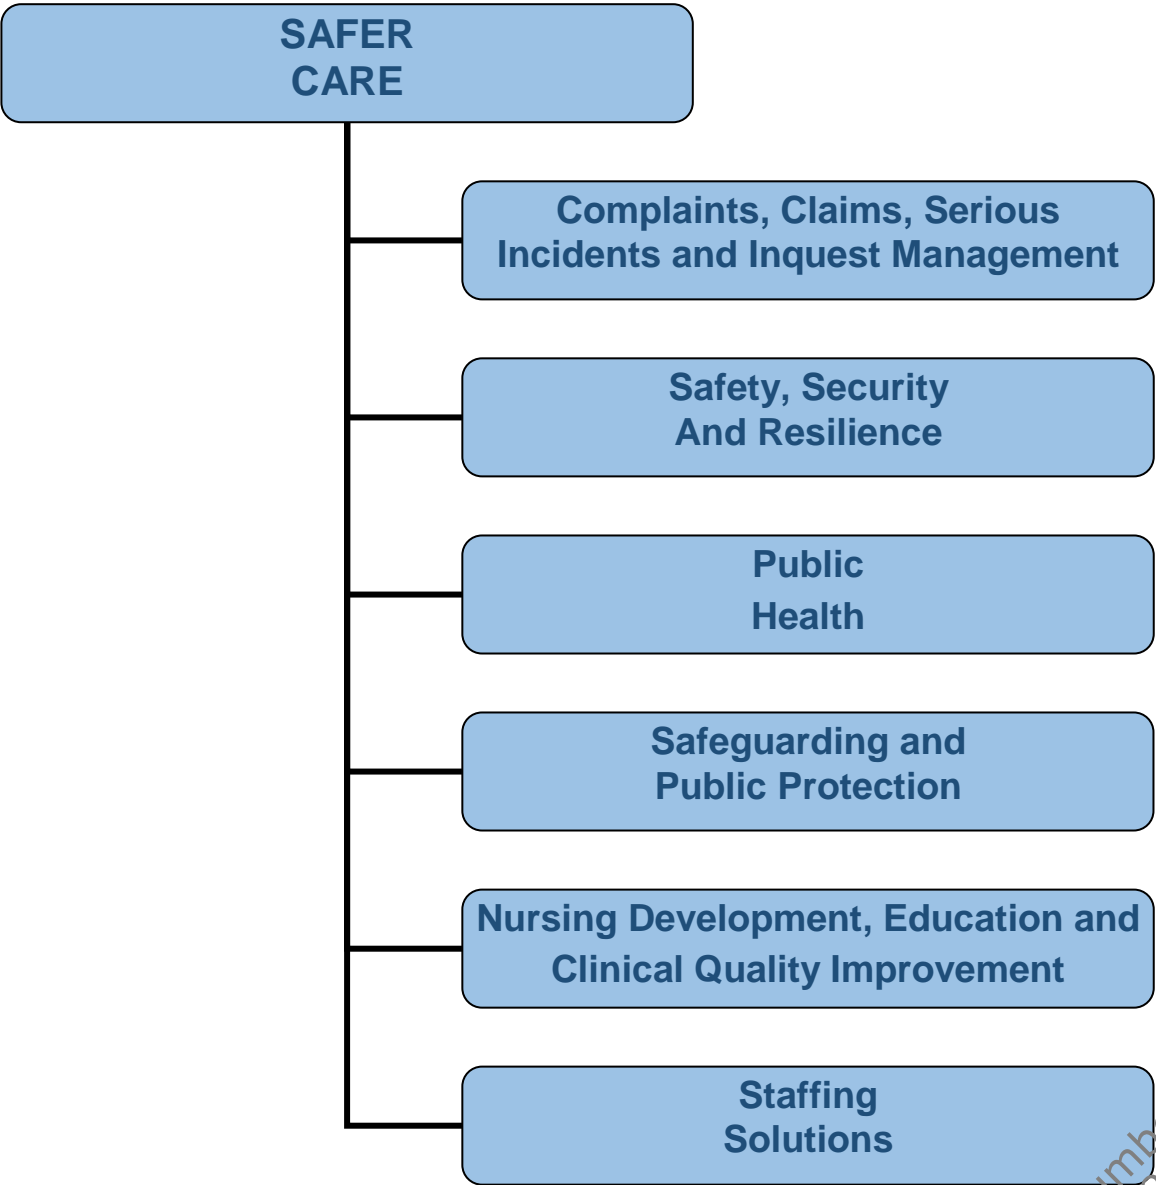 SAFER
CARE
Complaints, Claims, Serious
Incidents and Inquest Management
Safety, Security
And Resilience
Public
Health
Safeguarding and
Public Protection
Nursing Development, Education and
Clinical Quality Improvement
Staffing
Solutions